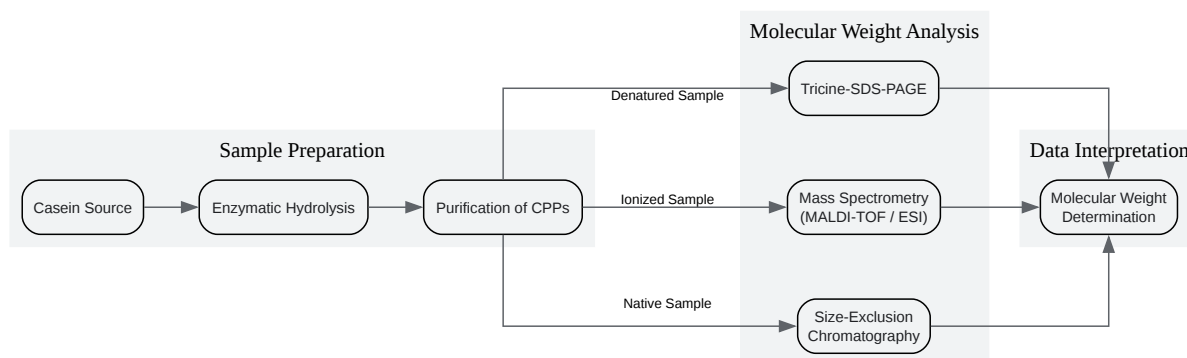 Molecular Weight Analysis
Tricine-SDS-PAGE
Denatured Sample
Sample Preparation
Data Interpretation
Casein Source
Enzymatic Hydrolysis
Purification of CPPs
Ionized Sample
Mass Spectrometry
(MALDI-TOF / ESI)
Molecular Weight
Determination
Native Sample
Size-Exclusion
Chromatography